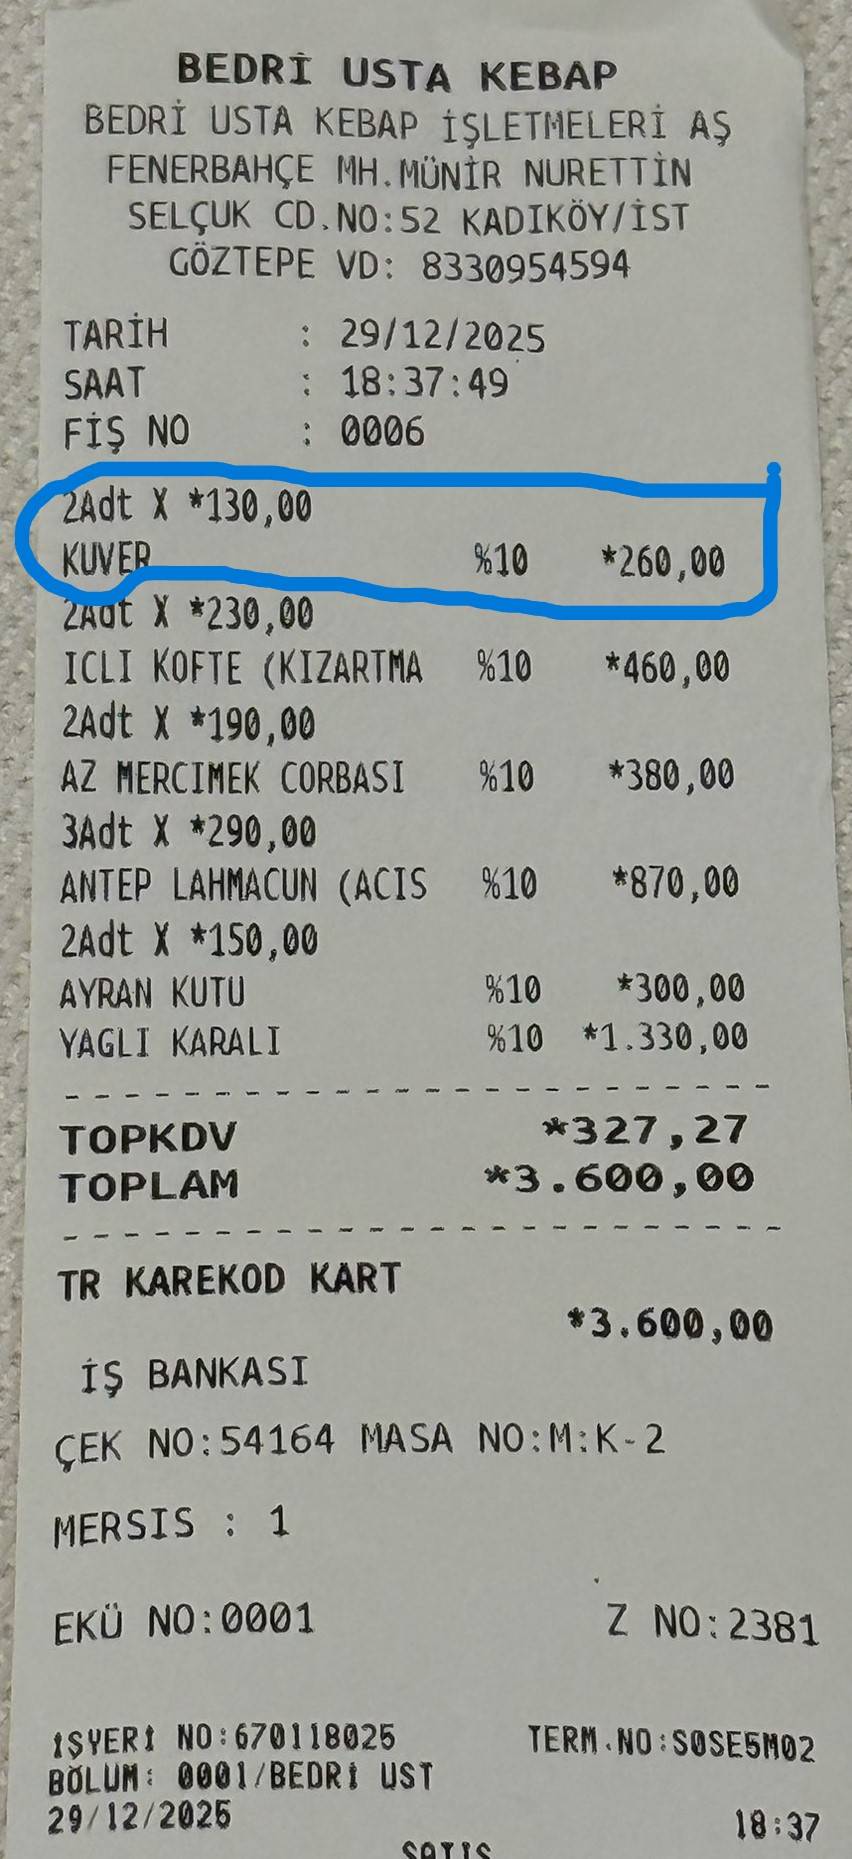 BEDRİ USTA KEBAP
BEDRİ USTA KEBAP İŞLETMELERİ AŞ
FENERBAHÇE MH.MÜNİR NURETTİN
SELÇUK CD.NO:52 KADIKÖY/İST
GÖZTEPE VD: 8330954594
TARİH : 29/12/2025
SAAT : 18:37:49
FİŞ NO : 0006
2Adt X *130,00
KUVER %10 *260,00
2Adt X *230,00
ICLI KOFTE (KIZARTMA %10 *460,00
2Adt X *190,00
AZ MERCIMEK CORBASI %10 *380,00
3Adt X *290,00
ANTEP LAHMACUN (ACIS %10 *870,00
2Adt X *150,00
AYRAN KUTU %10 *300,00
YAGLI KARALI %10 *1.330,00
TOPKDV *327,27
TOPLAM *3.600,00
TR KAREKOD KART
*3.600,00
İŞ BANKASI
ÇEK NO:54164 MASA NO:M:K-2
MERSIS : 1
EKÜ NO:0001 Z NO:2381
İŞYERİ NO:670118025 TERM.NO:S0SE5M02
BÖLÜM: 0001/BEDRİ UST
29/12/2025 18:37
SATIS